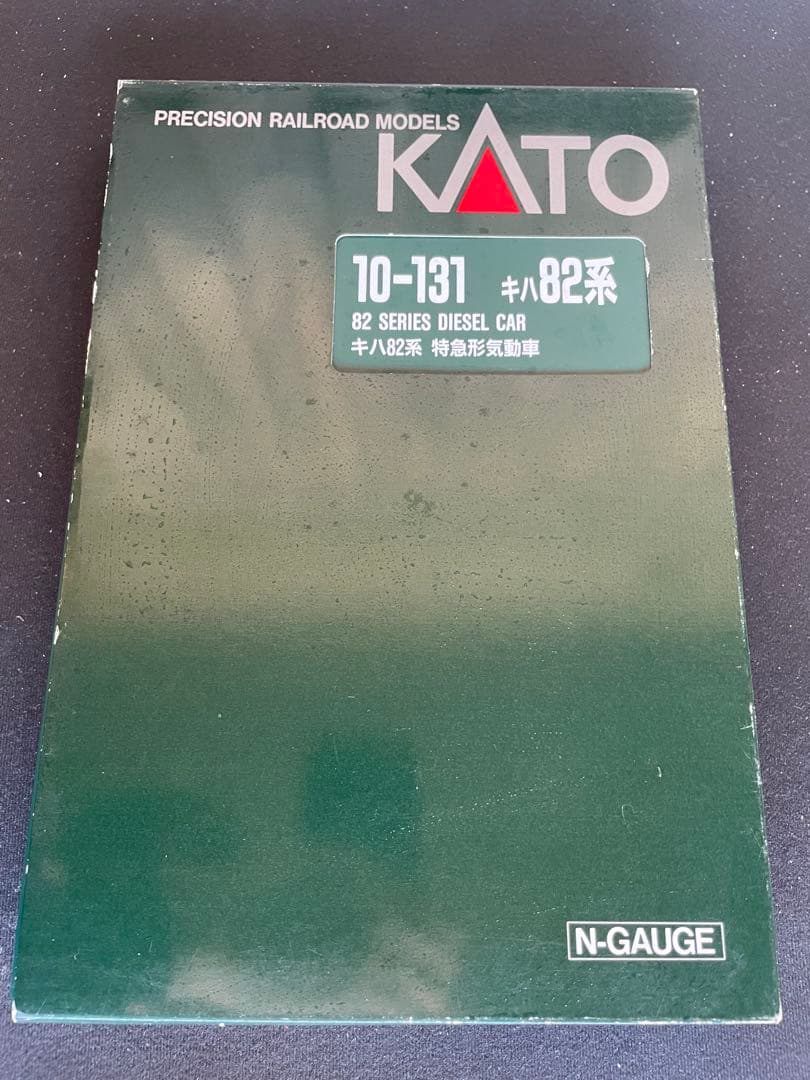 PRECISION RAILROAD MODELS
KATO
10-131 キハ82系
82 SERIES DIESEL CAR
キハ82系 特急形気動車
N-GAUGE